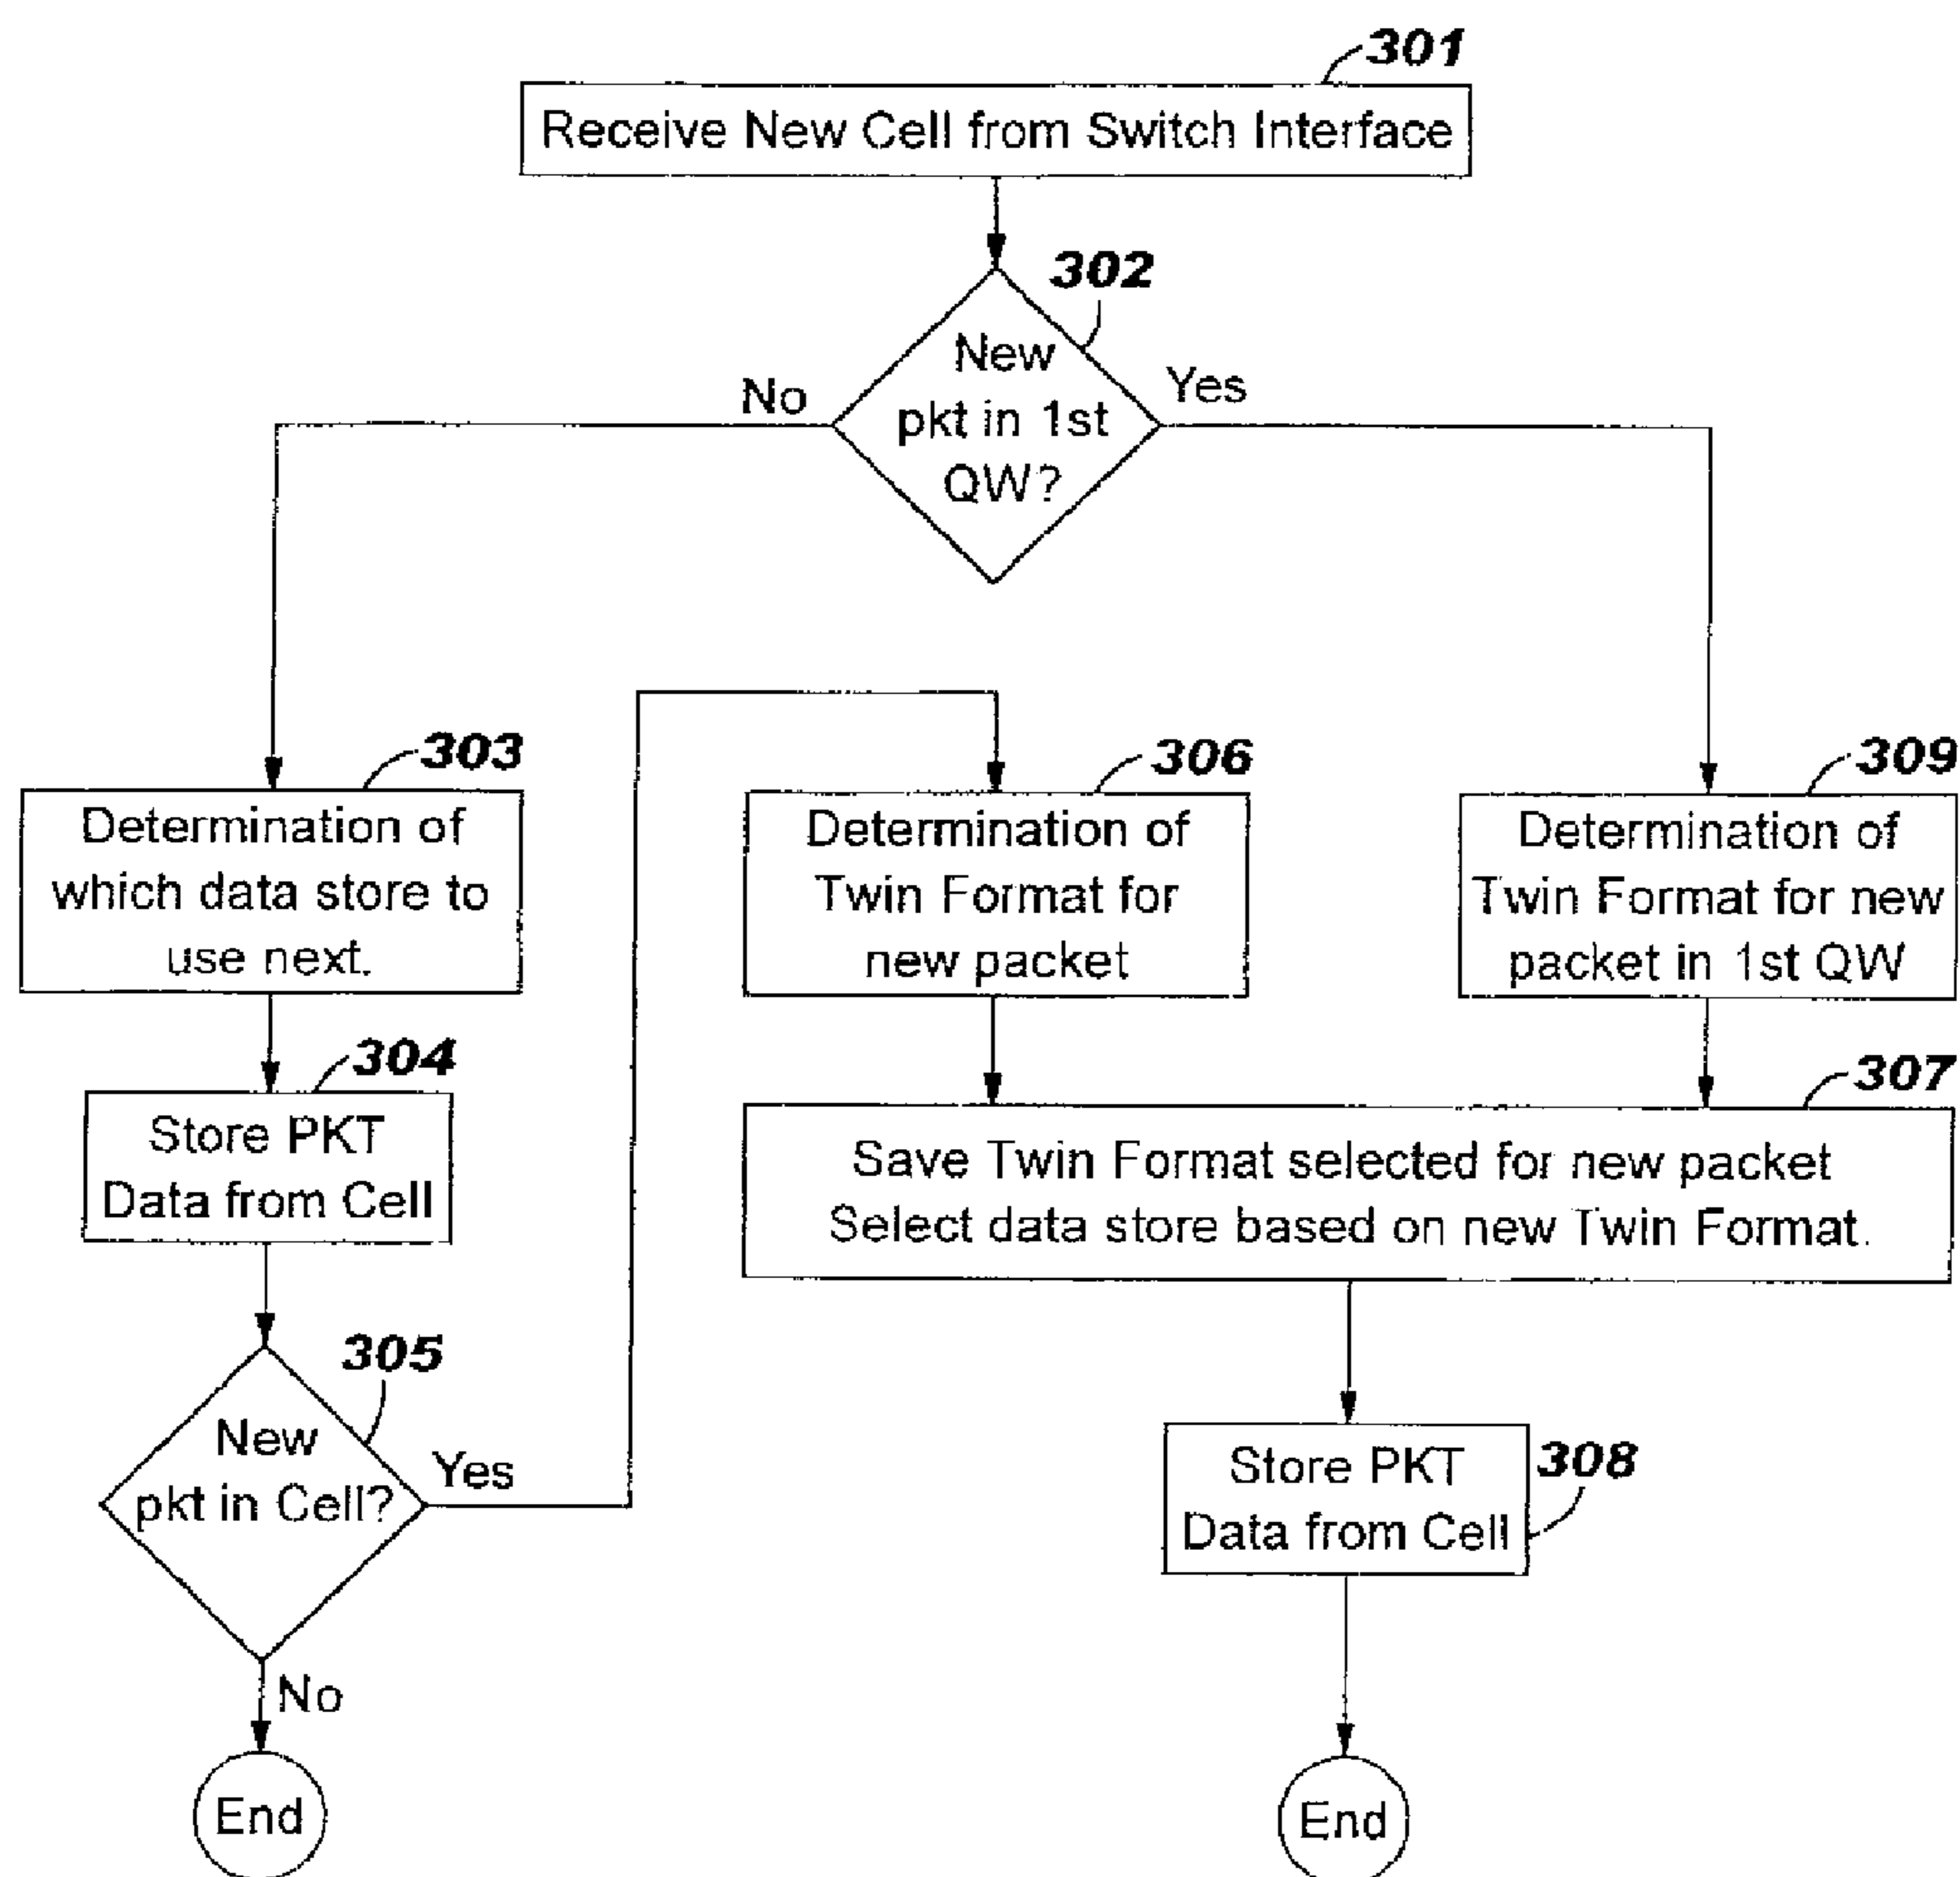 301
Receive New Cell from Switch Interface
302
New
pkt in 1st
QW?
No
Yes
303
Determination of
which data store to
use next.
306
Determination of
Twin Format for
new packet
309
Determination of
Twin Format for new
packet in 1st QW
304
Store PKT
Data from Cell
307
Save Twin Format selected for new packet
Select data store based on new Twin Format.
305
New
pkt in Cell?
Yes
No
308
Store PKT
Data from Cell
End
End